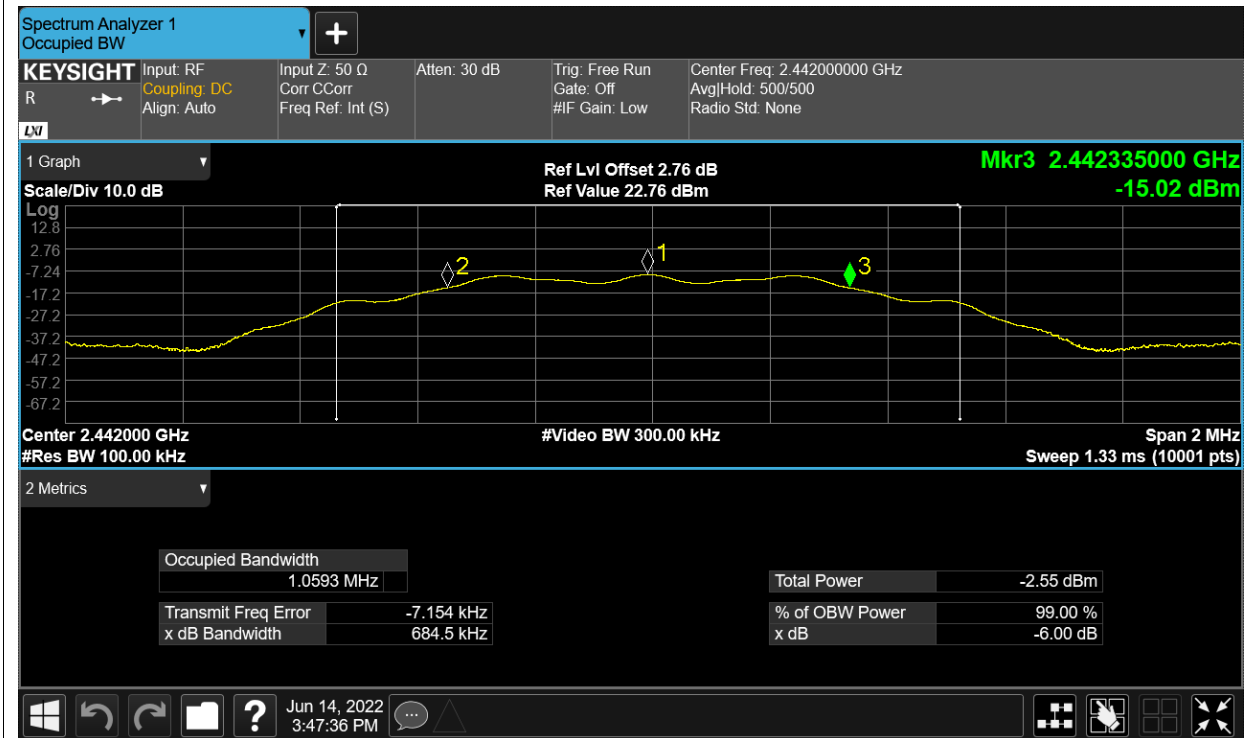 Spectrum Analyzer 1
Occupied BW
KEYSIGHT
R
LXI
Input: RF
Coupling: DC
Align: Auto
Input Z: 50 Ω
Corr CCorr
Freq Ref: Int (S)
Atten: 30 dB
Trig: Free Run
Gate: Off
#IF Gain: Low
Center Freq: 2.442000000 GHz
Avg|Hold: 500/500
Radio Std: None
1 Graph
Scale/Div 10.0 dB
Ref Lvl Offset 2.76 dB
Ref Value 22.76 dBm
Mkr3 2.442335000 GHz
-15.02 dBm
Log
12.8
2.76
-7.24
-17.2
-27.2
-37.2
-47.2
-57.2
-67.2
2
1
3
Center 2.442000 GHz
#Video BW 300.00 kHz
Span 2 MHz
#Res BW 100.00 kHz
Sweep 1.33 ms (10001 pts)
2 Metrics
Occupied Bandwidth
1.0593 MHz
Total Power -2.55 dBm
Transmit Freq Error -7.154 kHz
% of OBW Power 99.00 %
x dB Bandwidth 684.5 kHz
x dB -6.00 dB
?
Jun 14, 2022
3:47:36 PM